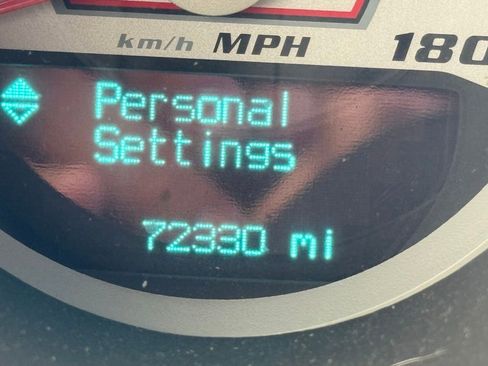 km/h MPH 180
Personal
Settings
72330 mi